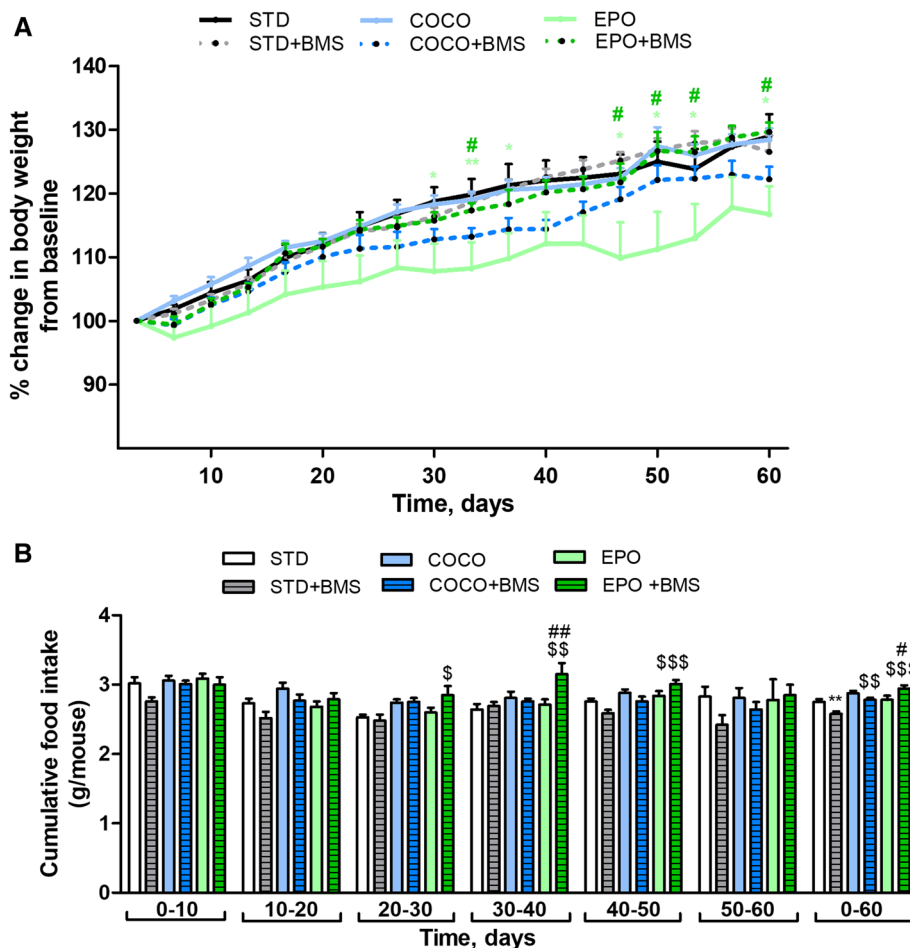 A
STD COCO EPO
STD+BMS COCO+BMS EPO+BMS
% change in body weight
from baseline
140
130
120
110
100
90
# # # # #
* ** * * * * *
10 20 30 40 50 60
Time, days
B
STD COCO EPO
STD+BMS COCO+BMS EPO +BMS
Cumulative food intake
(g/mouse)
4
3
2
1
0
$
##
$$
$$$
** $$
#
$$$
0-10 10-20 20-30 30-40 40-50 50-60 0-60
Time, days